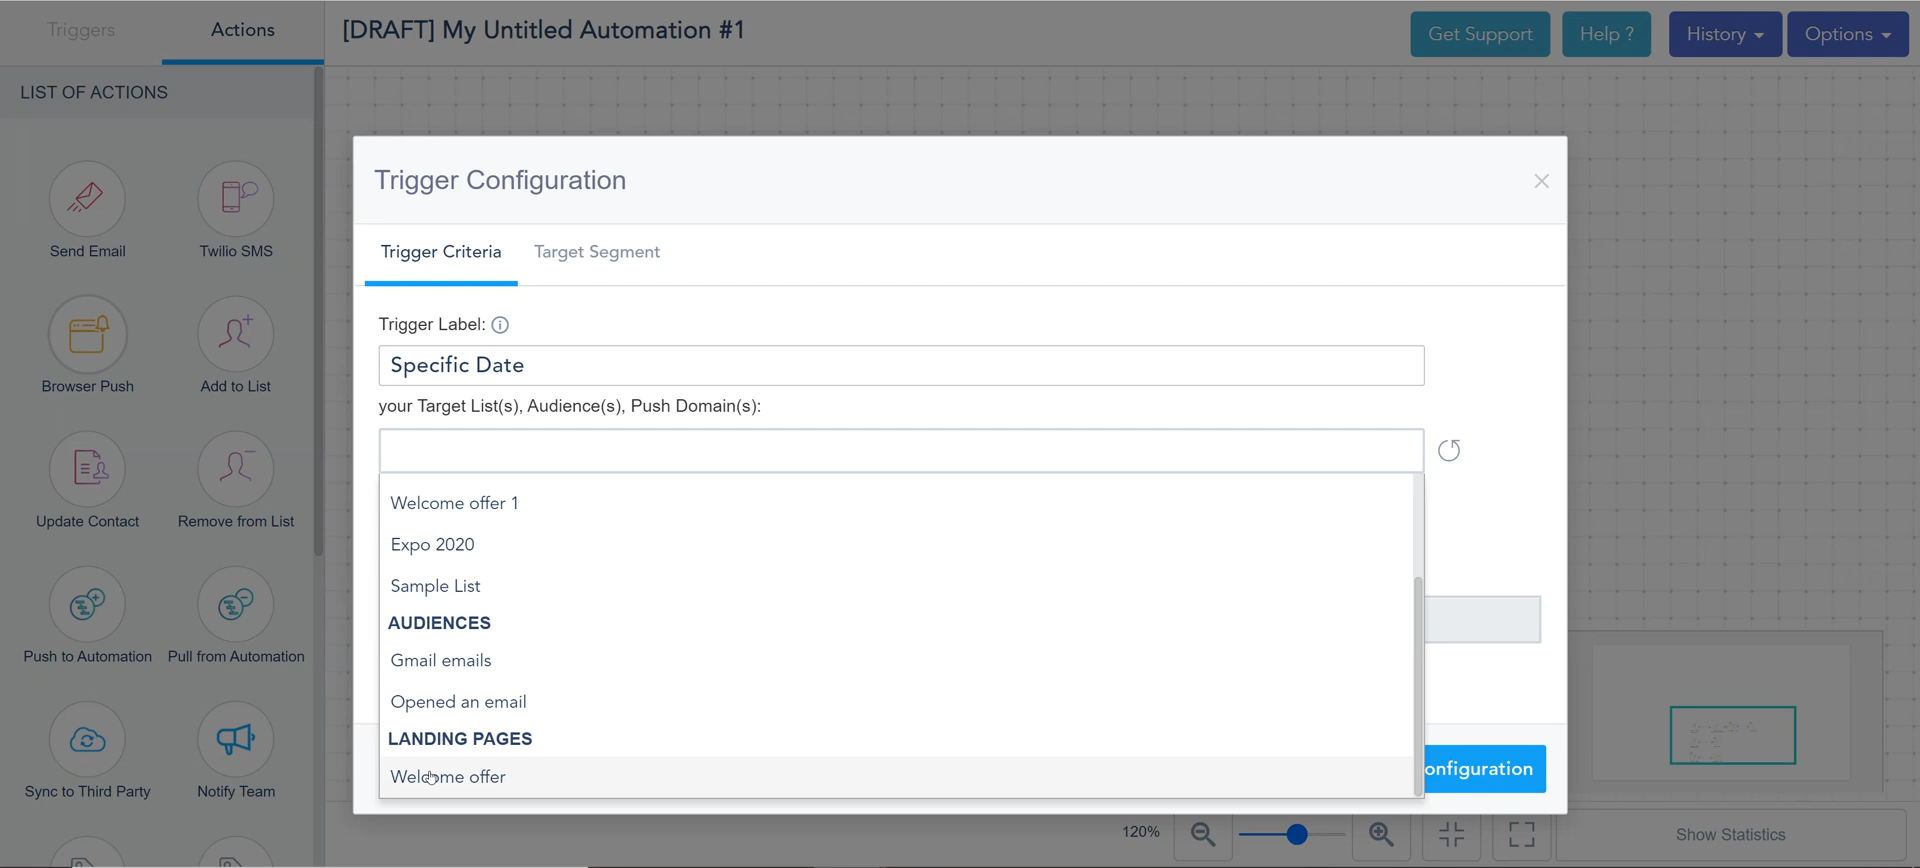 Triggers
Actions
[DRAFT] My Untitled Automation #1
Get Support
Help ?
History
Options
LIST OF ACTIONS
Send Email
Twilio SMS
Browser Push
Add to List
Update Contact
Remove from List
Push to Automation
Pull from Automation
Sync to Third Party
Notify Team
Trigger Configuration
Trigger Criteria
Target Segment
Trigger Label:
Specific Date
your Target List(s), Audience(s), Push Domain(s):
Welcome offer 1
Expo 2020
Sample List
AUDIENCES
Gmail emails
Opened an email
LANDING PAGES
Welcome offer
onfiguration
120%
Show Statistics